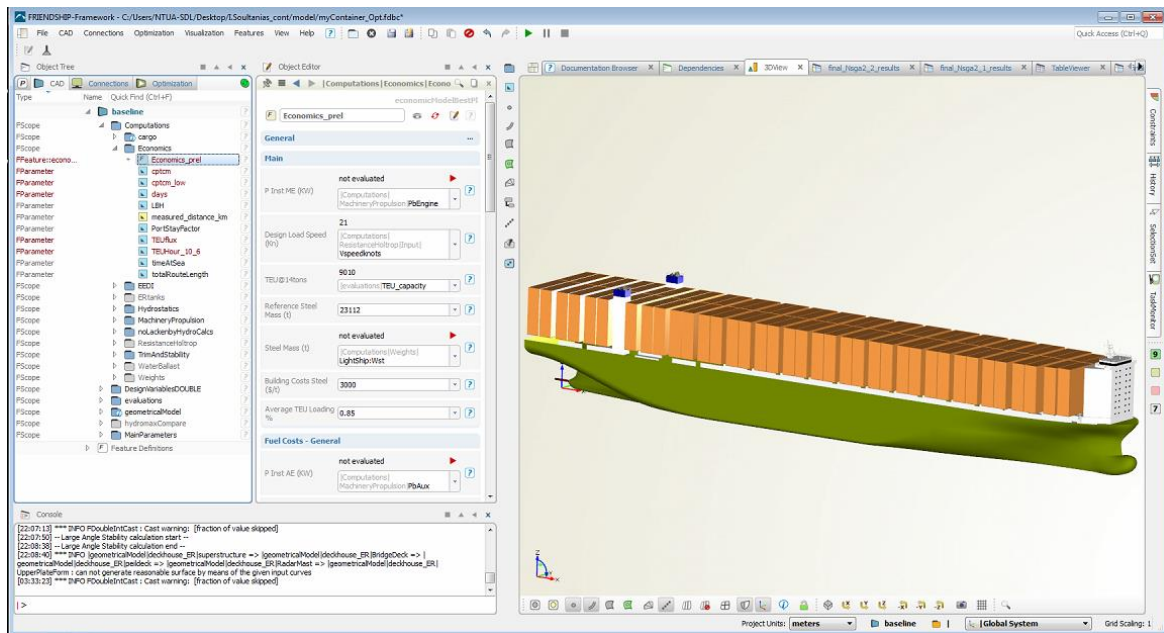 FRIENDSHIP-Framework - C:/Users/NTUA-SDL/Desktop/I.Soultanias_cont/model/myContainer_Opt.fdbc*
File CAD Connections Optimization Visualization Features View Help
Quick Access (Ctrl+Q)
Object Tree
Object Editor
Documentation Browser X Dependencies X 3DView X final_Nsga2_2_results X final_Nsga2_1_results X TableViewer X
P CAD Connections Optimization
|Computations|Economics|Econo
Type Name Quick Find (Ctrl+F)
economicModelBestPI
baseline
FScope Computations
F Economics_prel
FScope cargo
FScope Economics
General
FFeature::econo... Economics_prel
FParameter cptcm
Main
FParameter cptcm_low
FParameter days
FParameter LBH
FParameter measured_distance_km
FParameter PortStayFactor
FParameter TEUflux
FParameter TEUHour_10_6
FParameter timeAtSea
FParameter totalRouteLength
FScope EEDI
FScope ERtanks
FScope Hydrostatics
FScope MachineryPropulsion
FScope noLackenbyHydroCalcs
FScope ResistanceHoltrop
FScope TrimAndStability
FScope WaterBallast
FScope Weights
FScope DesignVariablesDOUBLE
FScope evaluations
FScope geometricalModel
FScope hydromaxCompare
FScope MainParameters
F Feature Definitions
not evaluated
P Inst ME (KW)
|Computations|
MachineryPropulsion|PbEngine
21
Design Load Speed (Kn)
|Computations|
ResistanceHoltrop|Input|
Vspeedknots
9010
TEU@14tons
|evaluations|TEU_capacity
Reference Steel Mass (t)
23112
not evaluated
Steel Mass (t)
|Computations|Weights|
LightShip:Wst
Building Costs Steel ($/t)
3000
Average TEU Loading %
0.85
Fuel Costs - General
not evaluated
P Inst AE (KW)
|Computations|
MachineryPropulsion|PbAux
Constraints
History
SelectionSet
TaskMonitor
9
7
Console
[22:07:13] *** INFO FDoubleIntCast : Cast warning: [fraction of value skipped]
[22:07:50] -- Large Angle Stability calculation start --
[22:08:38] -- Large Angle Stability calculation end --
[22:08:40] *** INFO |geometricalModel|deckhouse_ER|superstructure => |geometricalModel|deckhouse_ER|BridgeDeck => |
geometricalModel|deckhouse_ER|peildeck => |geometricalModel|deckhouse_ER|RadarMast => |geometricalModel|deckhouse_ER|
UpperPlateForm : can not generate reasonable surface by means of the given input curves
[03:33:23] *** INFO FDoubleIntCast : Cast warning: [fraction of value skipped]
|>
Z
X
Project Units: meters baseline | |Global System Grid Scaling: 1